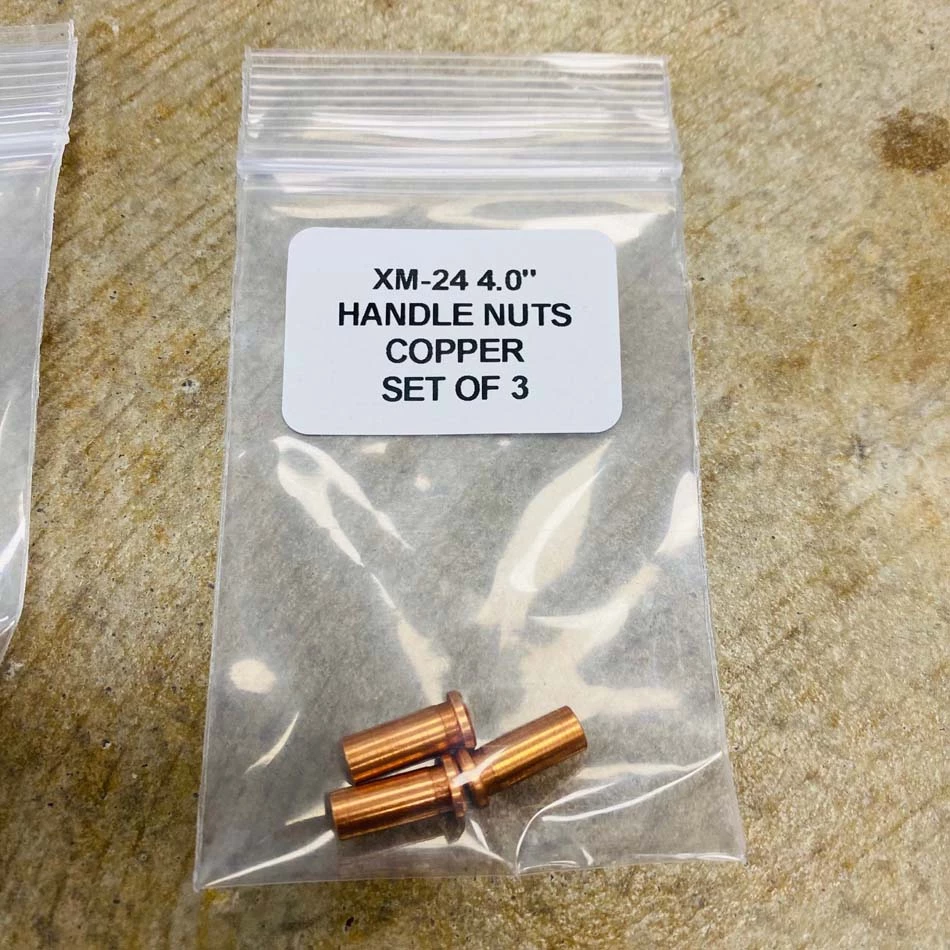 XM-24 4.0"
HANDLE NUTS
COPPER
SET OF 3